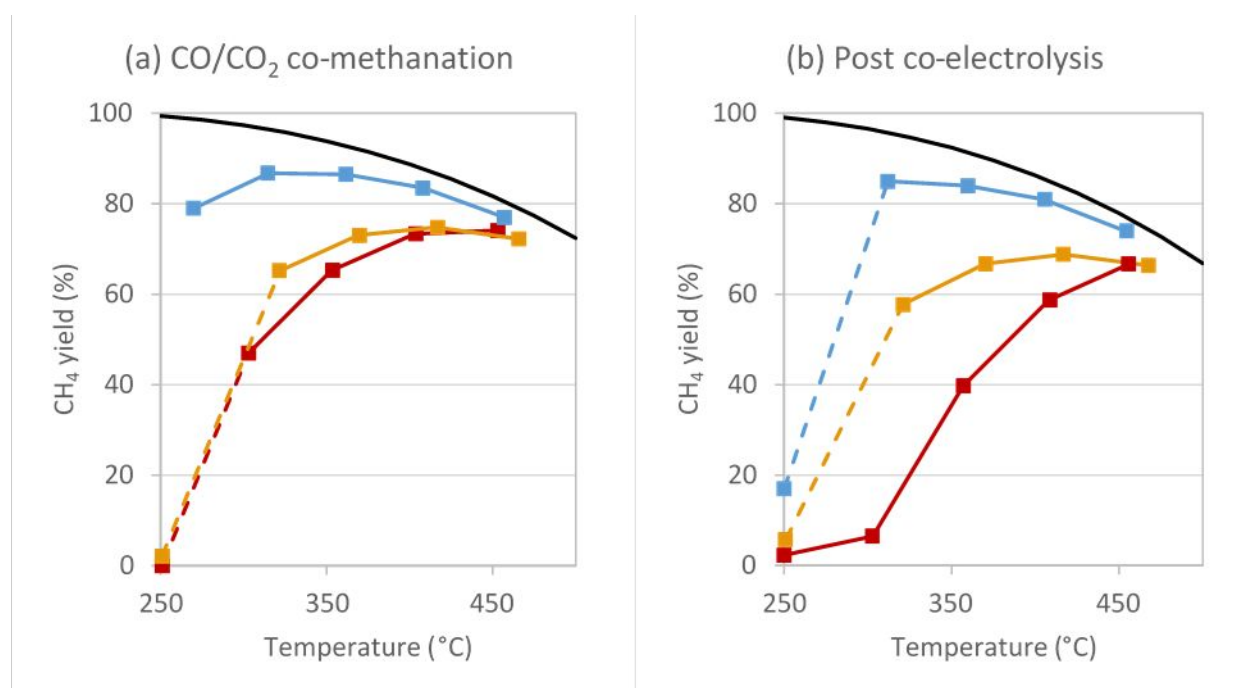 (a) CO/CO₂ co-methanation
100
80
60
40
20
0
CH₄ yield (%)
250 350 450
Temperature (°C)
(b) Post co-electrolysis
100
80
60
40
20
0
CH₄ yield (%)
250 350 450
Temperature (°C)